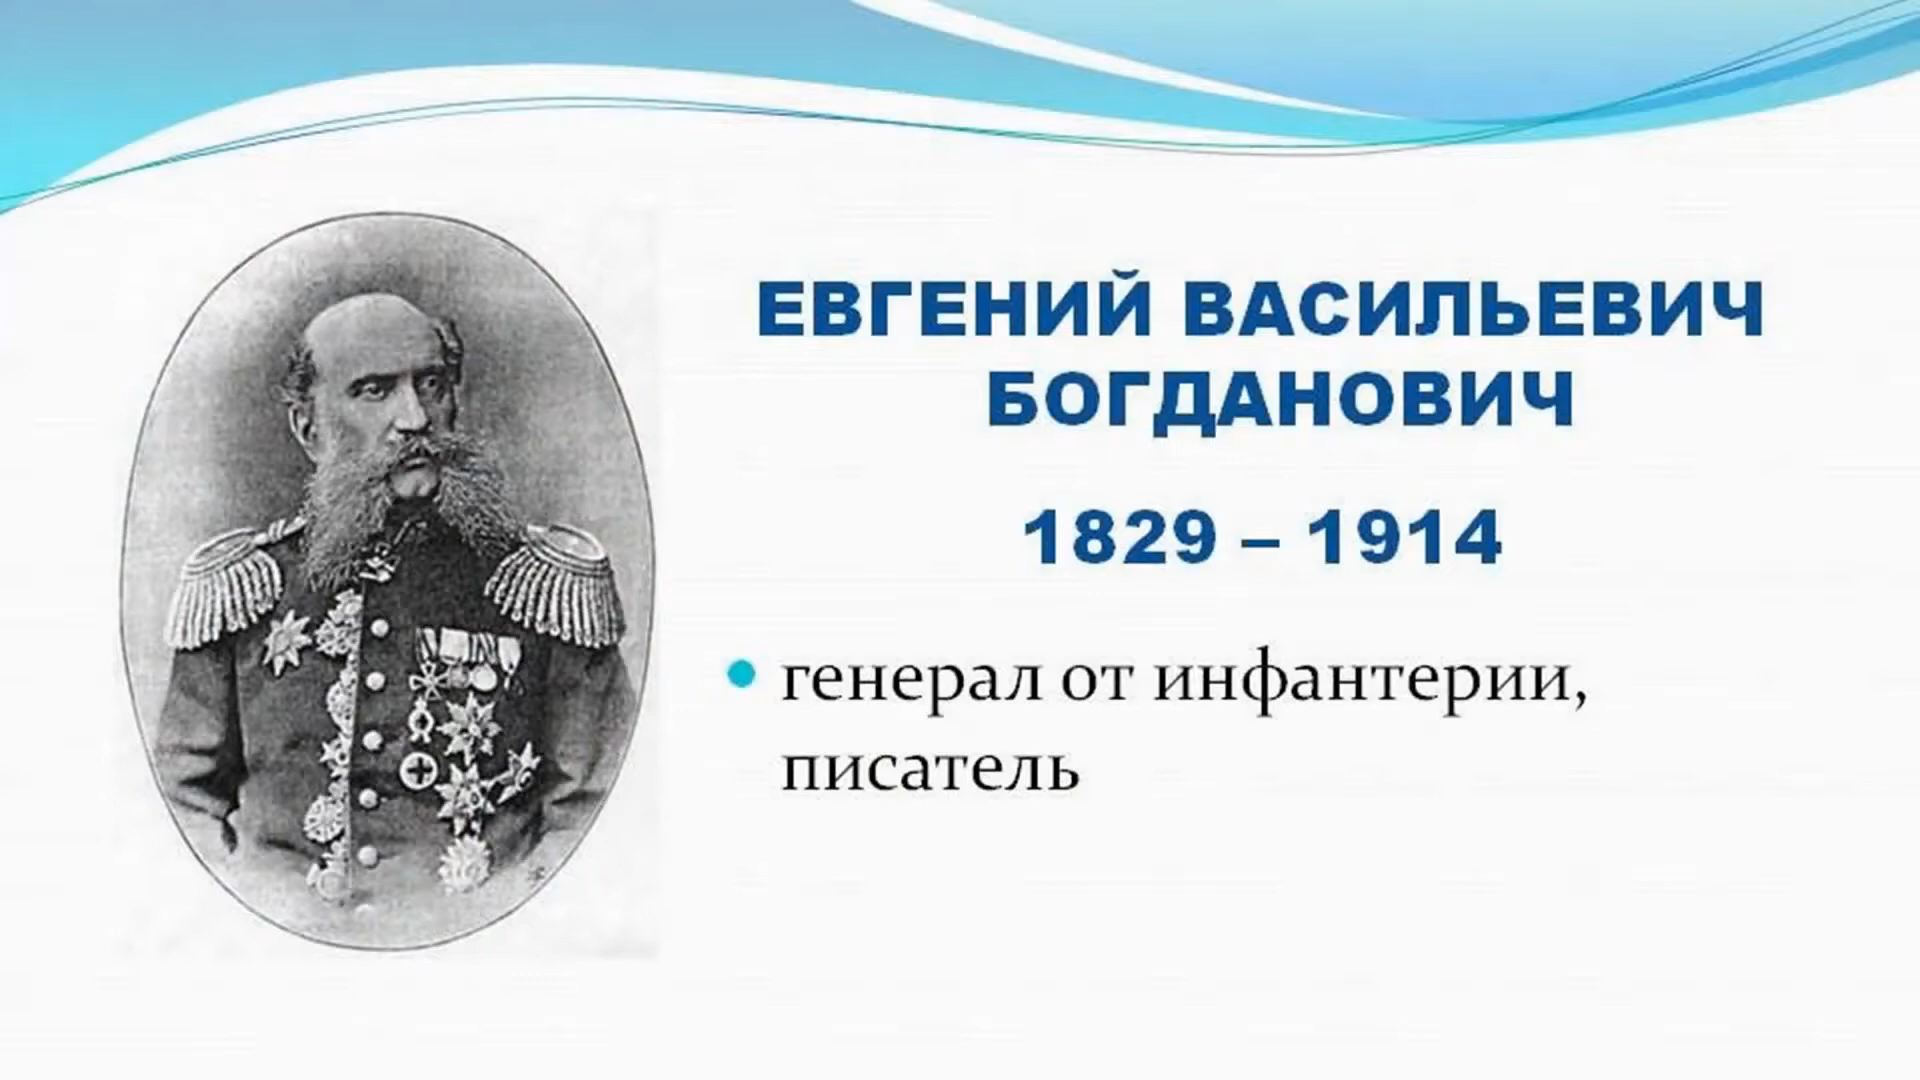 ЕВГЕНИЙ ВАСИЛЬЕВИЧ
БОГДАНОВИЧ
1829 – 1914
• генерал от инфантерии,
писатель